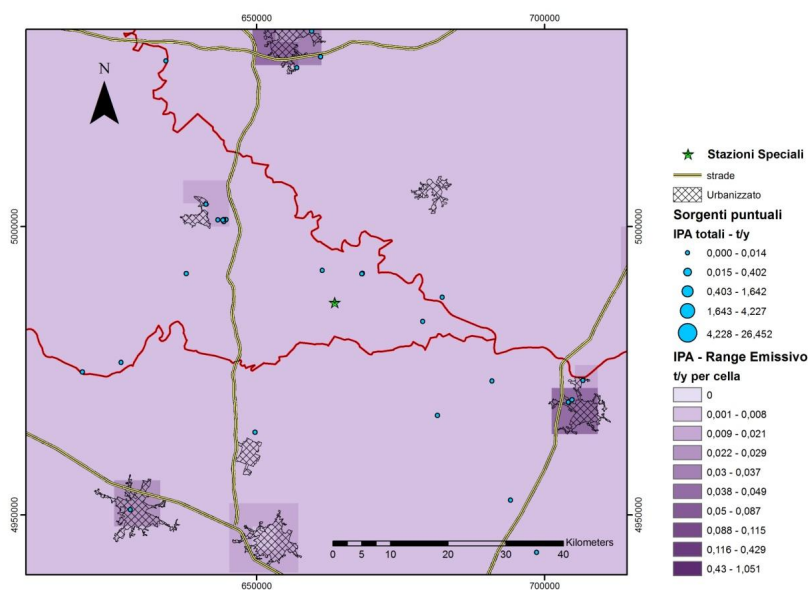 650000
700000
N
5000000
5000000
4950000
4950000
Kilometers
0 5 10 20 30 40
650000
700000
Stazioni Speciali
strade
Urbanizzato
Sorgenti puntuali
IPA totali - t/y
0,000 - 0,014
0,015 - 0,402
0,403 - 1,642
1,643 - 4,227
4,228 - 26,452
IPA - Range Emissivo
t/y per cella
0
0,001 - 0,008
0,009 - 0,021
0,022 - 0,029
0,03 - 0,037
0,038 - 0,049
0,05 - 0,087
0,088 - 0,115
0,116 - 0,429
0,43 - 1,051